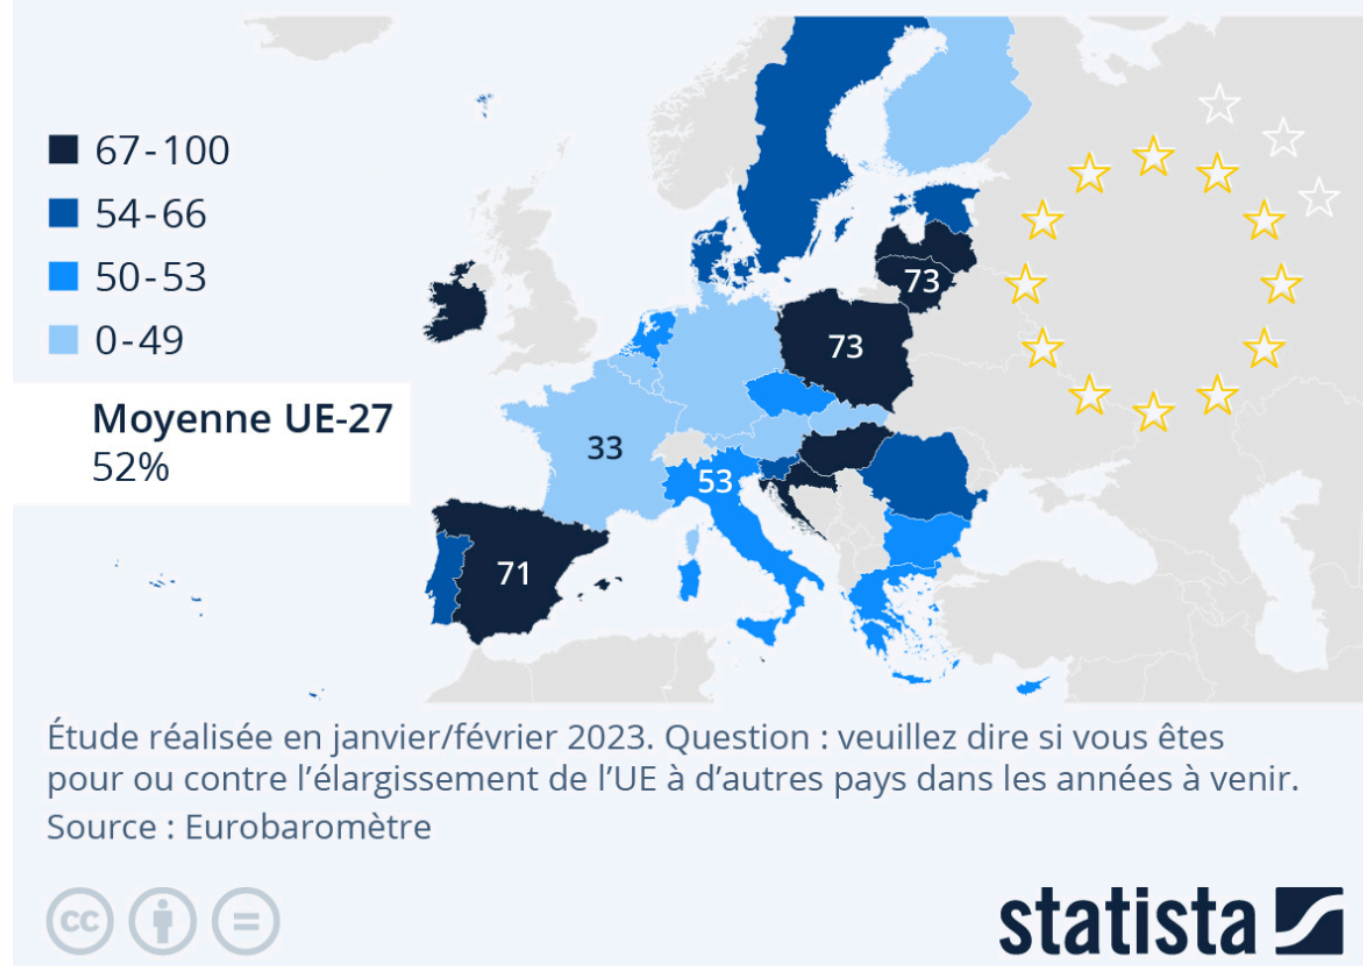 67-100
54-66
50-53
0-49
Moyenne UE-27
52%
73
73
33
53
71
Étude réalisée en janvier/février 2023. Question : veuillez dire si vous êtes
pour ou contre l’élargissement de l’UE à d’autres pays dans les années à venir.
Source : Eurobaromètre
cc
statista